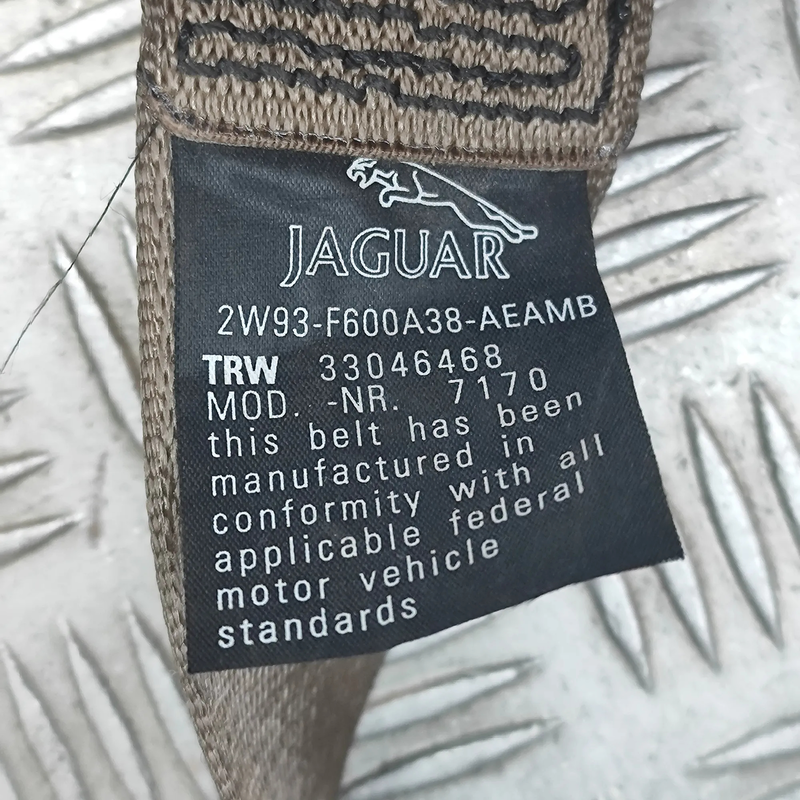 JAGUAR
2W93-F600A38-AEAMB
TRW 33046468
MOD. -NR. 7170
this belt has been
manufactured in
conformity with all
applicable federal
motor vehicle
standards